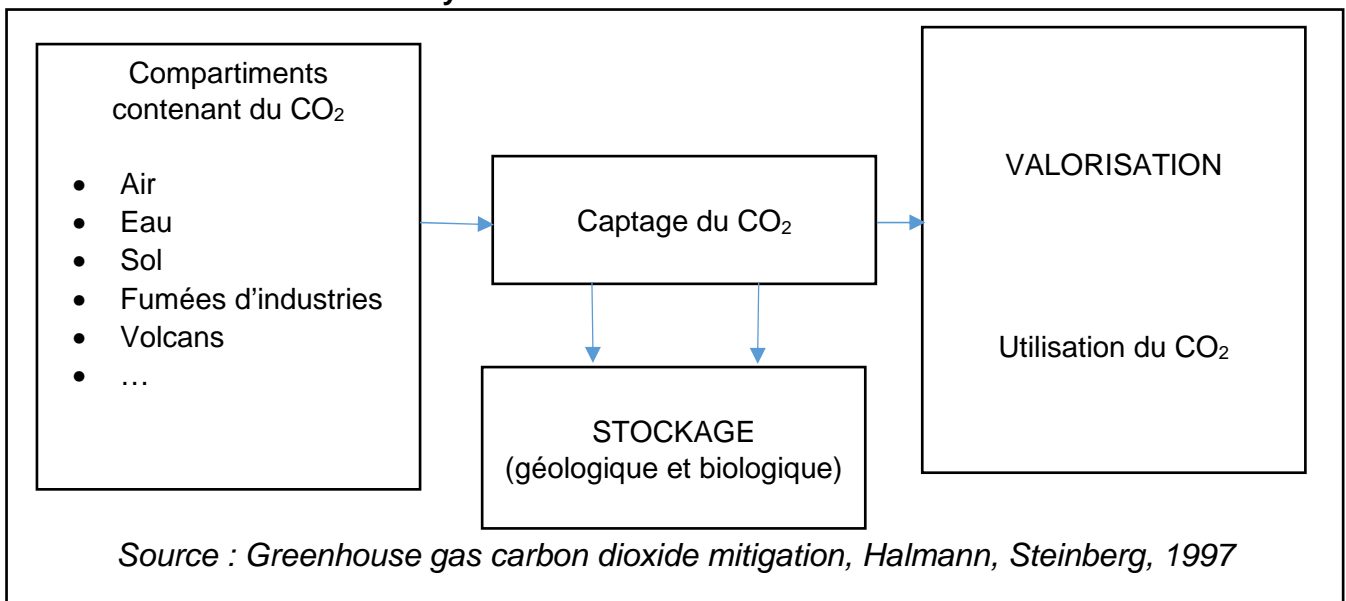 Compartiments
contenant du CO₂
• Air
• Eau
• Sol
• Fumées d’industries
• Volcans
• …
Captage du CO₂
STOCKAGE
(géologique et biologique)
VALORISATION
Utilisation du CO₂
Source : Greenhouse gas carbon dioxide mitigation, Halmann, Steinberg, 1997